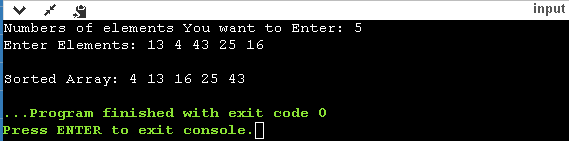 input
Numbers of elements You want to Enter: 5
Enter Elements: 13 4 43 25 16
Sorted Array: 4 13 16 25 43
...Program finished with exit code 0
Press ENTER to exit console.